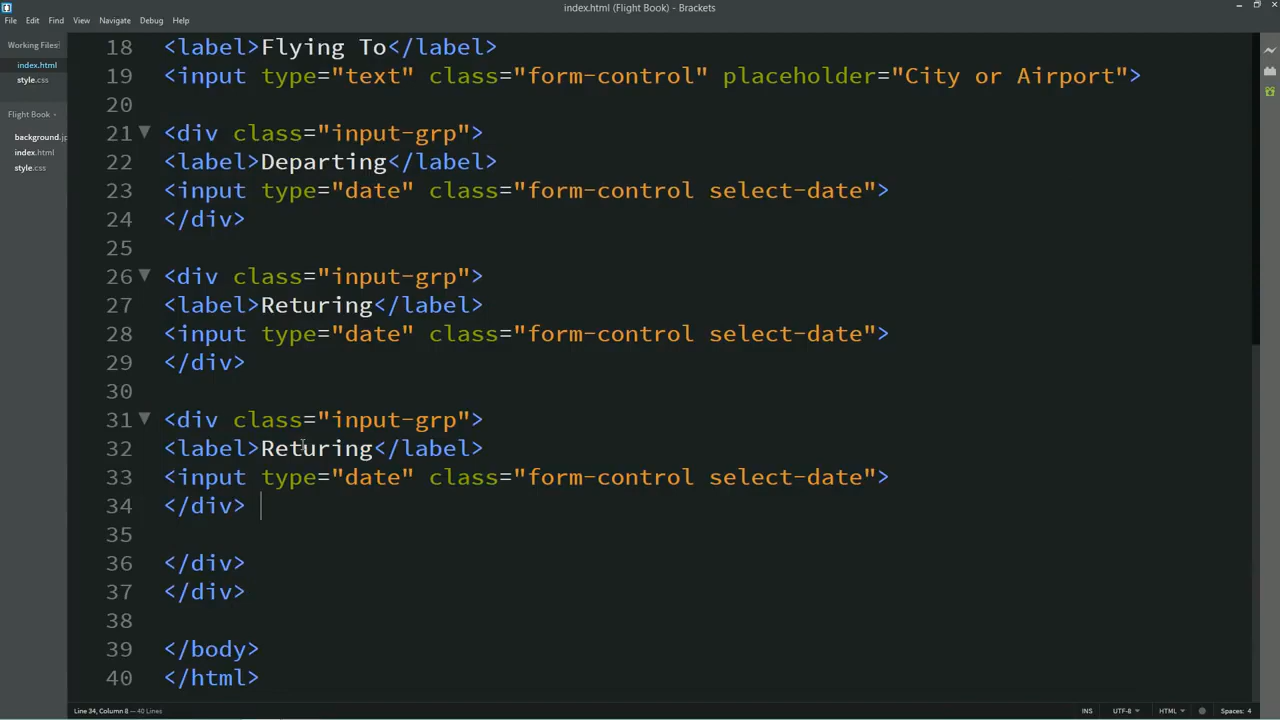 index.html (Flight Book) - Brackets
File Edit Find View Navigate Debug Help
Working Files
index.html
style.css
Flight Book
background.jp
index.html
style.css
18 <label>Flying To</label>
19 <input type="text" class="form-control" placeholder="City or Airport">
20
21 <div class="input-grp">
22 <label>Departing</label>
23 <input type="date" class="form-control select-date">
24 </div>
25
26 <div class="input-grp">
27 <label>Returing</label>
28 <input type="date" class="form-control select-date">
29 </div>
30
31 <div class="input-grp">
32 <label>Returing</label>
33 <input type="date" class="form-control select-date">
34 </div>
35
36 </div>
37 </div>
38
39 </body>
40 </html>
Line 34, Column 8 — 40 Lines
INS UTF-8 HTML Spaces: 4